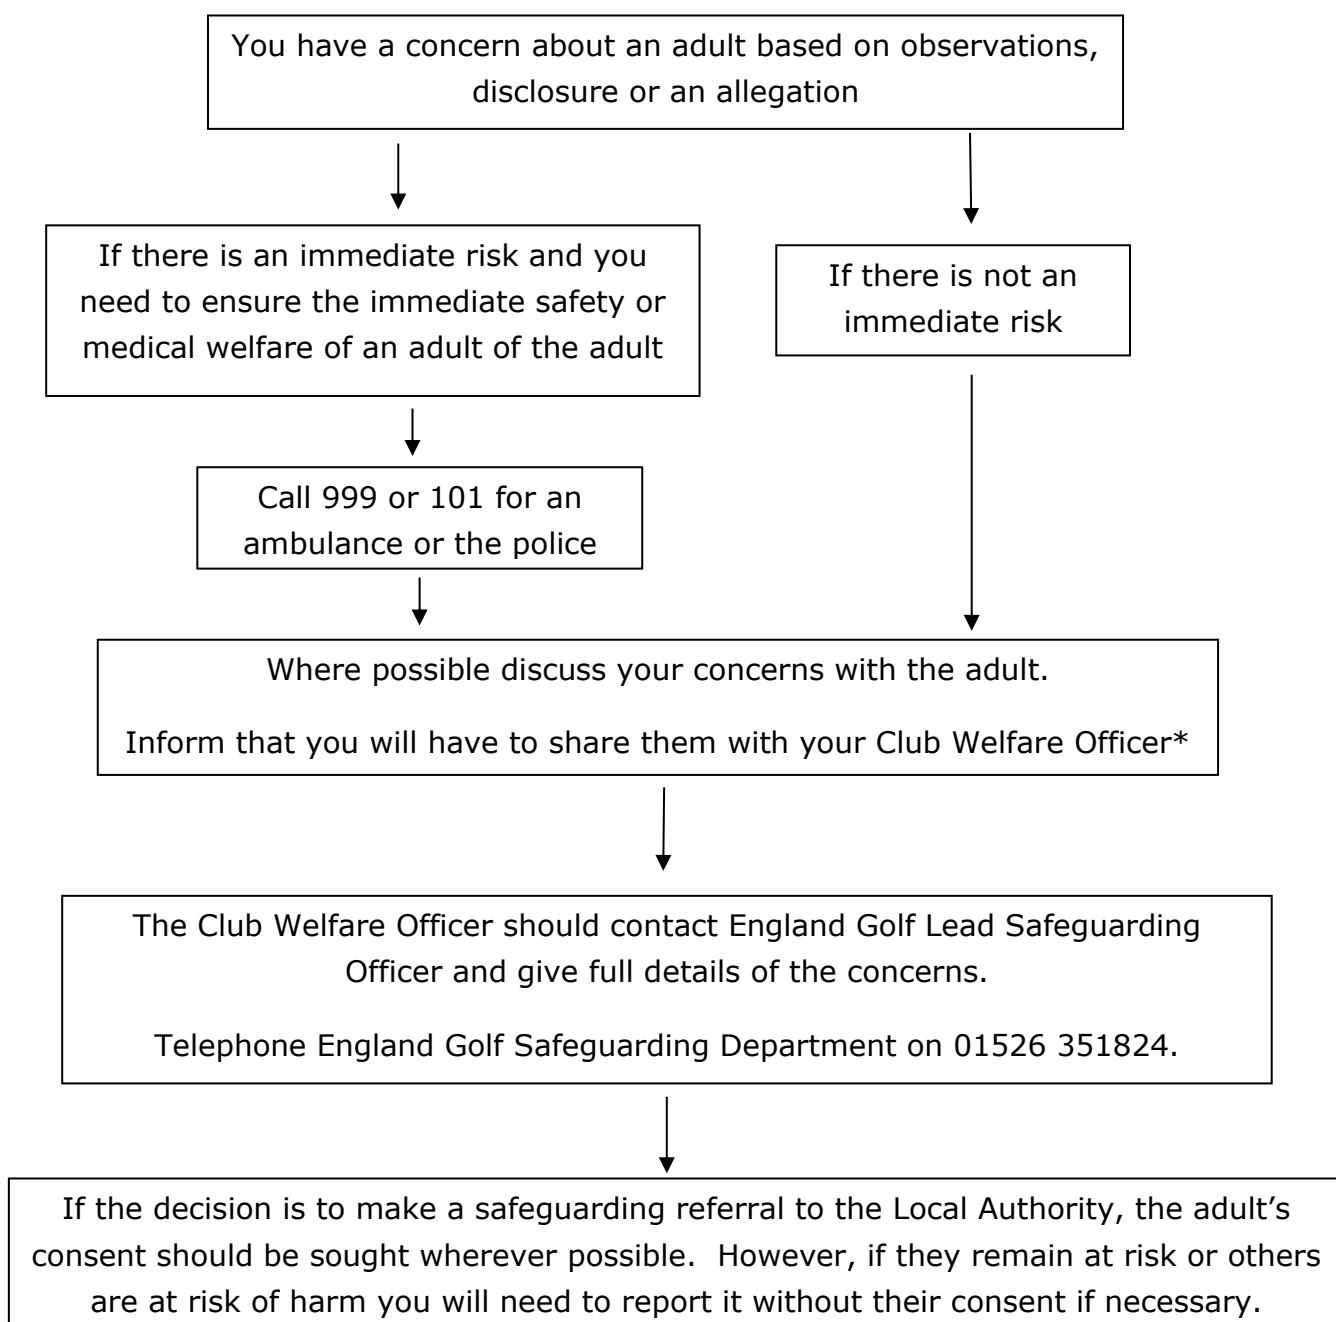 You have a concern about an adult based on observations,
disclosure or an allegation
If there is an immediate risk and you
need to ensure the immediate safety or
medical welfare of an adult of the adult
If there is not an
immediate risk
Call 999 or 101 for an
ambulance or the police
Where possible discuss your concerns with the adult.
Inform that you will have to share them with your Club Welfare Officer*
The Club Welfare Officer should contact England Golf Lead Safeguarding
Officer and give full details of the concerns.
Telephone England Golf Safeguarding Department on 01526 351824.
If the decision is to make a safeguarding referral to the Local Authority, the adult’s
consent should be sought wherever possible.  However, if they remain at risk or others
are at risk of harm you will need to report it without their consent if necessary.